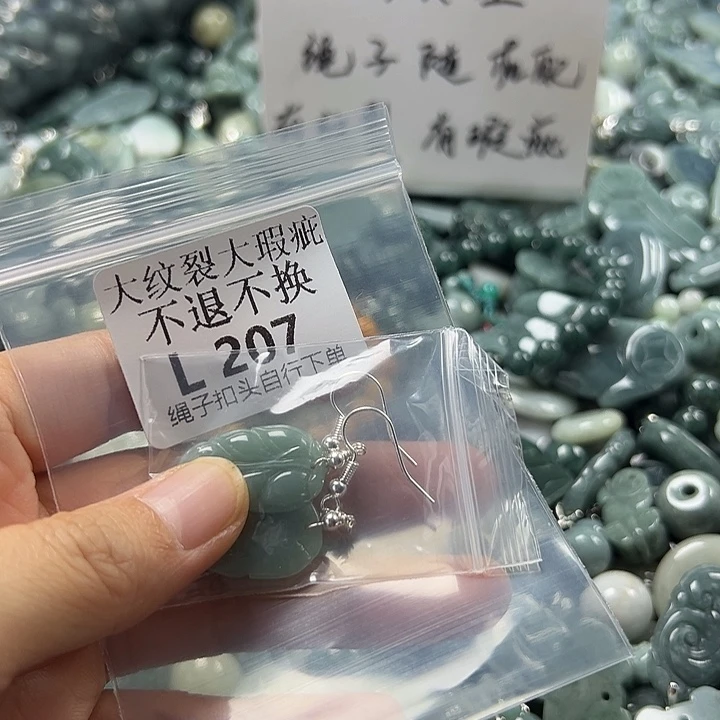 绳子随机配
有瑕疵
大纹裂大瑕疵
不退不换
L 207
绳子扣头自行下单